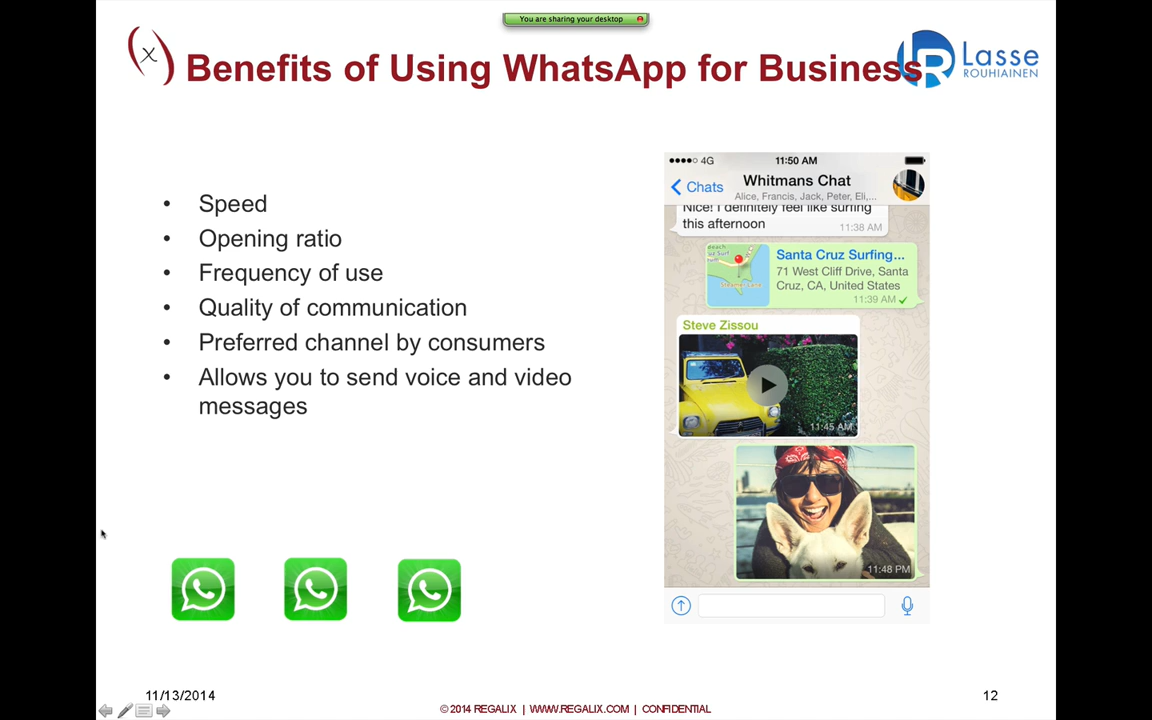 You are sharing your desktop
(x) Benefits of Using WhatsApp for Business
Lasse
ROUHIAINEN
• Speed
• Opening ratio
• Frequency of use
• Quality of communication
• Preferred channel by consumers
• Allows you to send voice and video
messages
4G 11:50 AM
Chats
Whitmans Chat
Alice, Francis, Jack, Peter, Eli,...
Nice! I definitely feel like surfing
this afternoon
11:38 AM
Santa Cruz Surfing...
71 West Cliff Drive, Santa
Cruz, CA, United States
11:39 AM
Steve Zissou
11:45 AM
11:48 PM
11/13/2014
© 2014 REGALIX | WWW.REGALIX.COM | CONFIDENTIAL
12